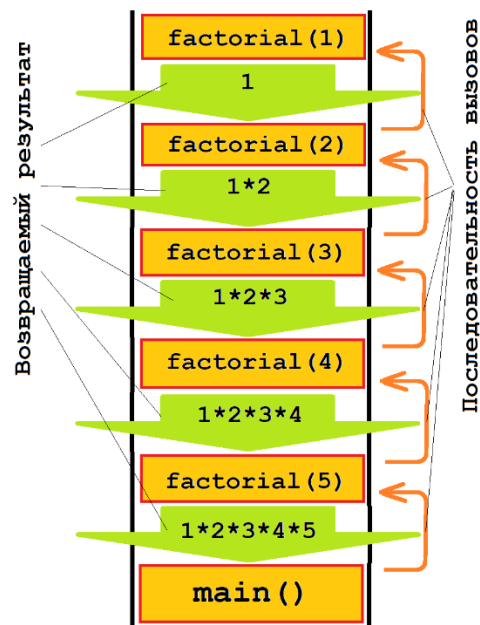 Возвращаемый результат
factorial(1)
1
factorial(2)
1*2
factorial(3)
1*2*3
factorial(4)
1*2*3*4
factorial(5)
1*2*3*4*5
main()
Последовательность вызовов